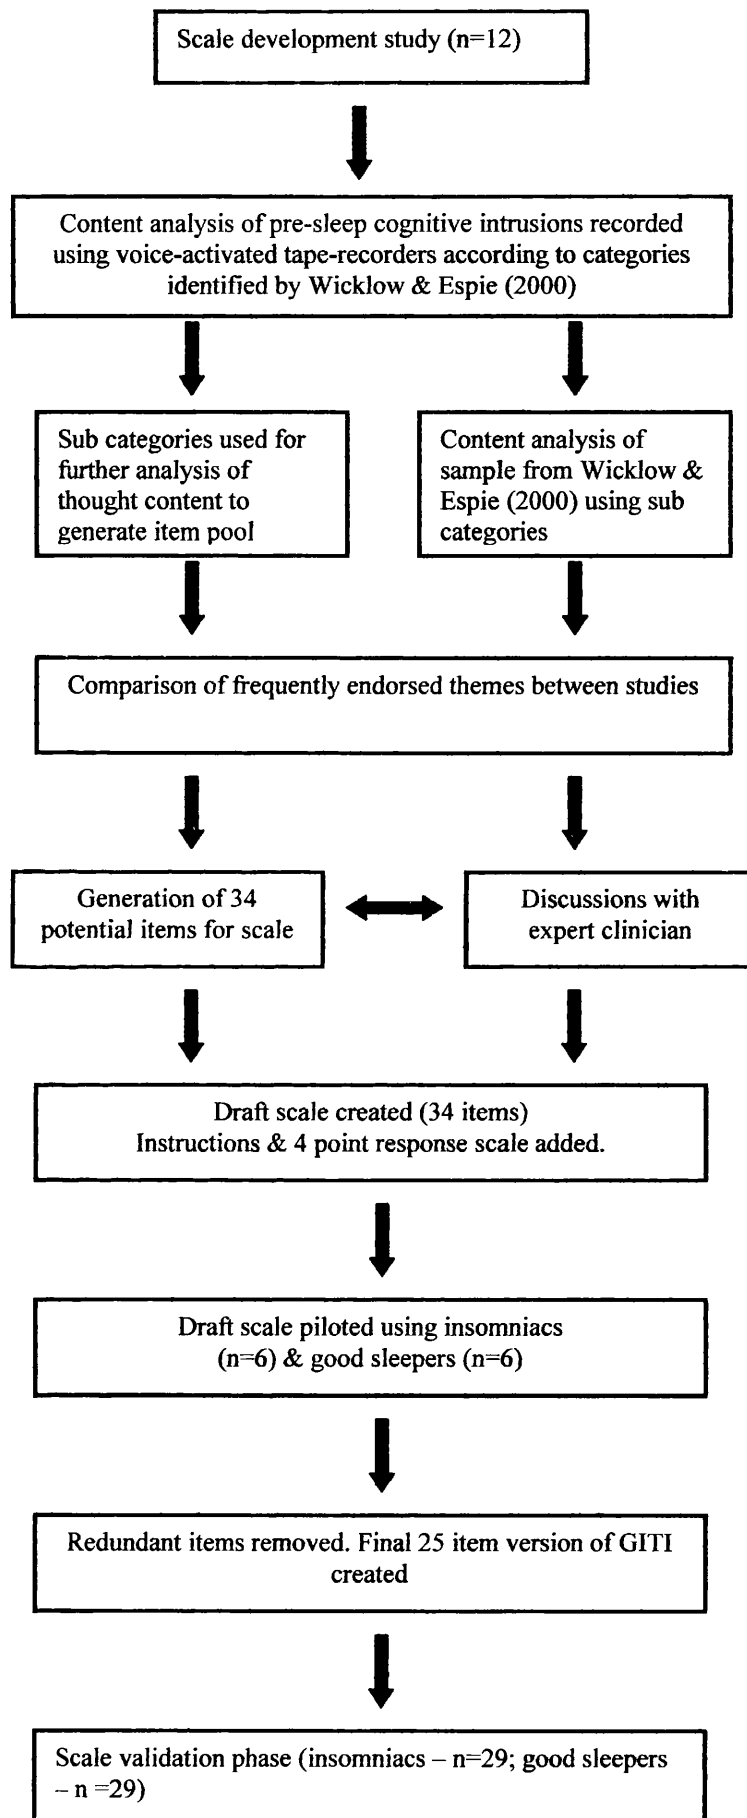 Scale development study (n=12)
Content analysis of pre-sleep cognitive intrusions recorded
using voice-activated tape-recorders according to categories
identified by Wicklow & Espie (2000)
Sub categories used for
further analysis of
thought content to
generate item pool
Content analysis of
sample from Wicklow &
Espie (2000) using sub
categories
Comparison of frequently endorsed themes between studies
Generation of 34
potential items for scale
Discussions with
expert clinician
Draft scale created (34 items)
Instructions & 4 point response scale added.
Draft scale piloted using insomniacs
(n=6) & good sleepers (n=6)
Redundant items removed. Final 25 item version of GITI
created
Scale validation phase (insomniacs – n=29; good sleepers
– n =29)